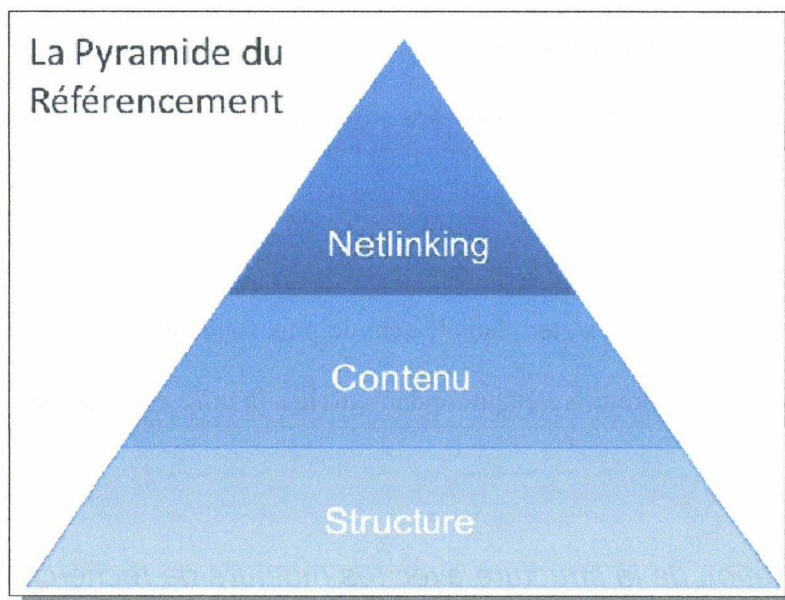 La Pyramide du
Référencement
Netlinking
Contenu
Structure